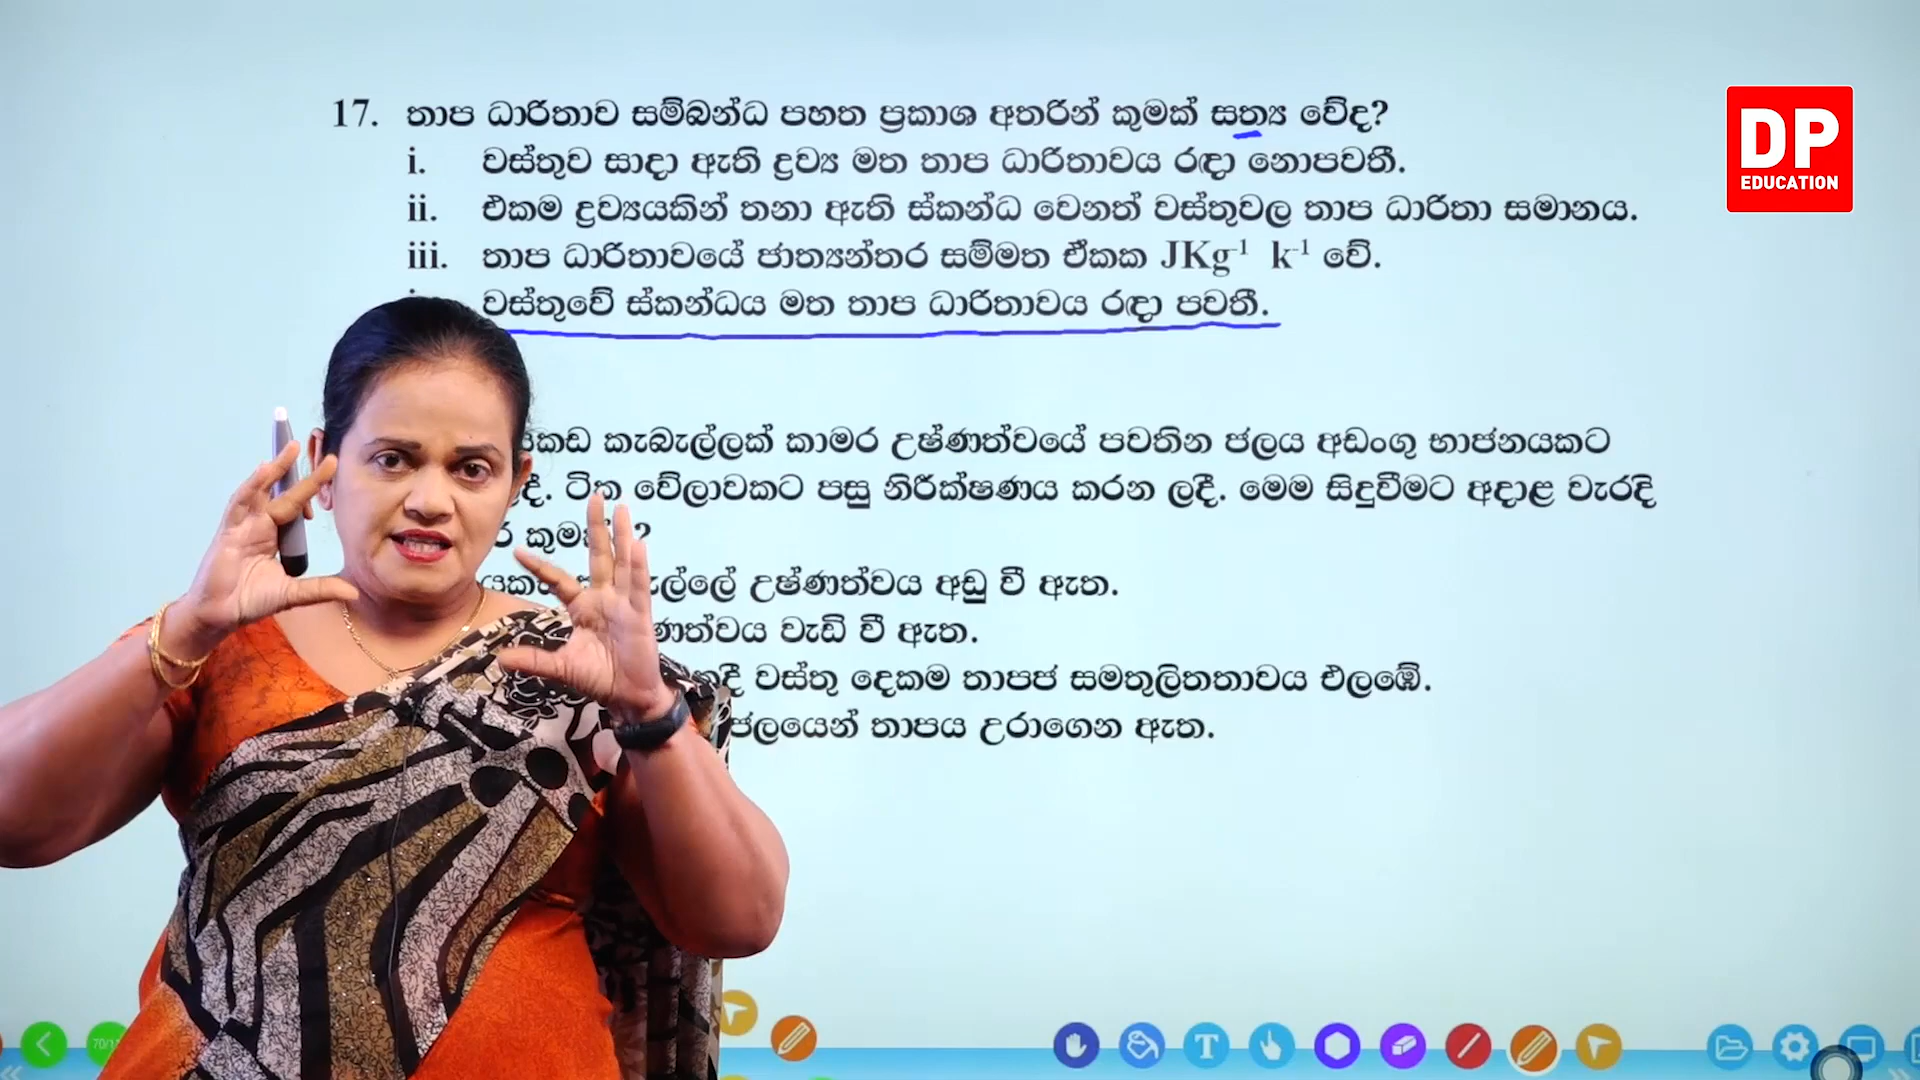 17. තාප ධාරිතාව සම්බන්ධ පහත ප්‍රකාශ අතරින් කුමක් සත්‍ය වේද?
DP
EDUCATION
i. වස්තුව සාදා ඇති ද්‍රව්‍ය මත තාප ධාරිතාවය රඳා නොපවතී.
ii. එකම ද්‍රව්‍යයකින් තනා ඇති ස්කන්ධ වෙනත් වස්තුවල තාප ධාරිතා සමානය.
iii. තාප ධාරිතාවයේ ජාත්‍යන්තර සම්මත ඒකක JKg⁻¹ k⁻¹ වේ.
වස්තුවේ ස්කන්ධය මත තාප ධාරිතාවය රඳා පවතී.
කැබැල්ලක් කාමර උෂ්ණත්වයේ පවතින ජලය අඩංගු භාජනයකට
ටික වේලාවකට පසු නිරීක්ෂණය කරන ලදී. මෙම සිදුවීමට අදාළ වැරදි
උෂ්ණත්වය අඩු වී ඇත.
වැඩි වී ඇත.
වස්තු දෙකම තාපජ සමතුලිතතාවය එලඹේ.
ජලයෙන් තාපය උරාගෙන ඇත.